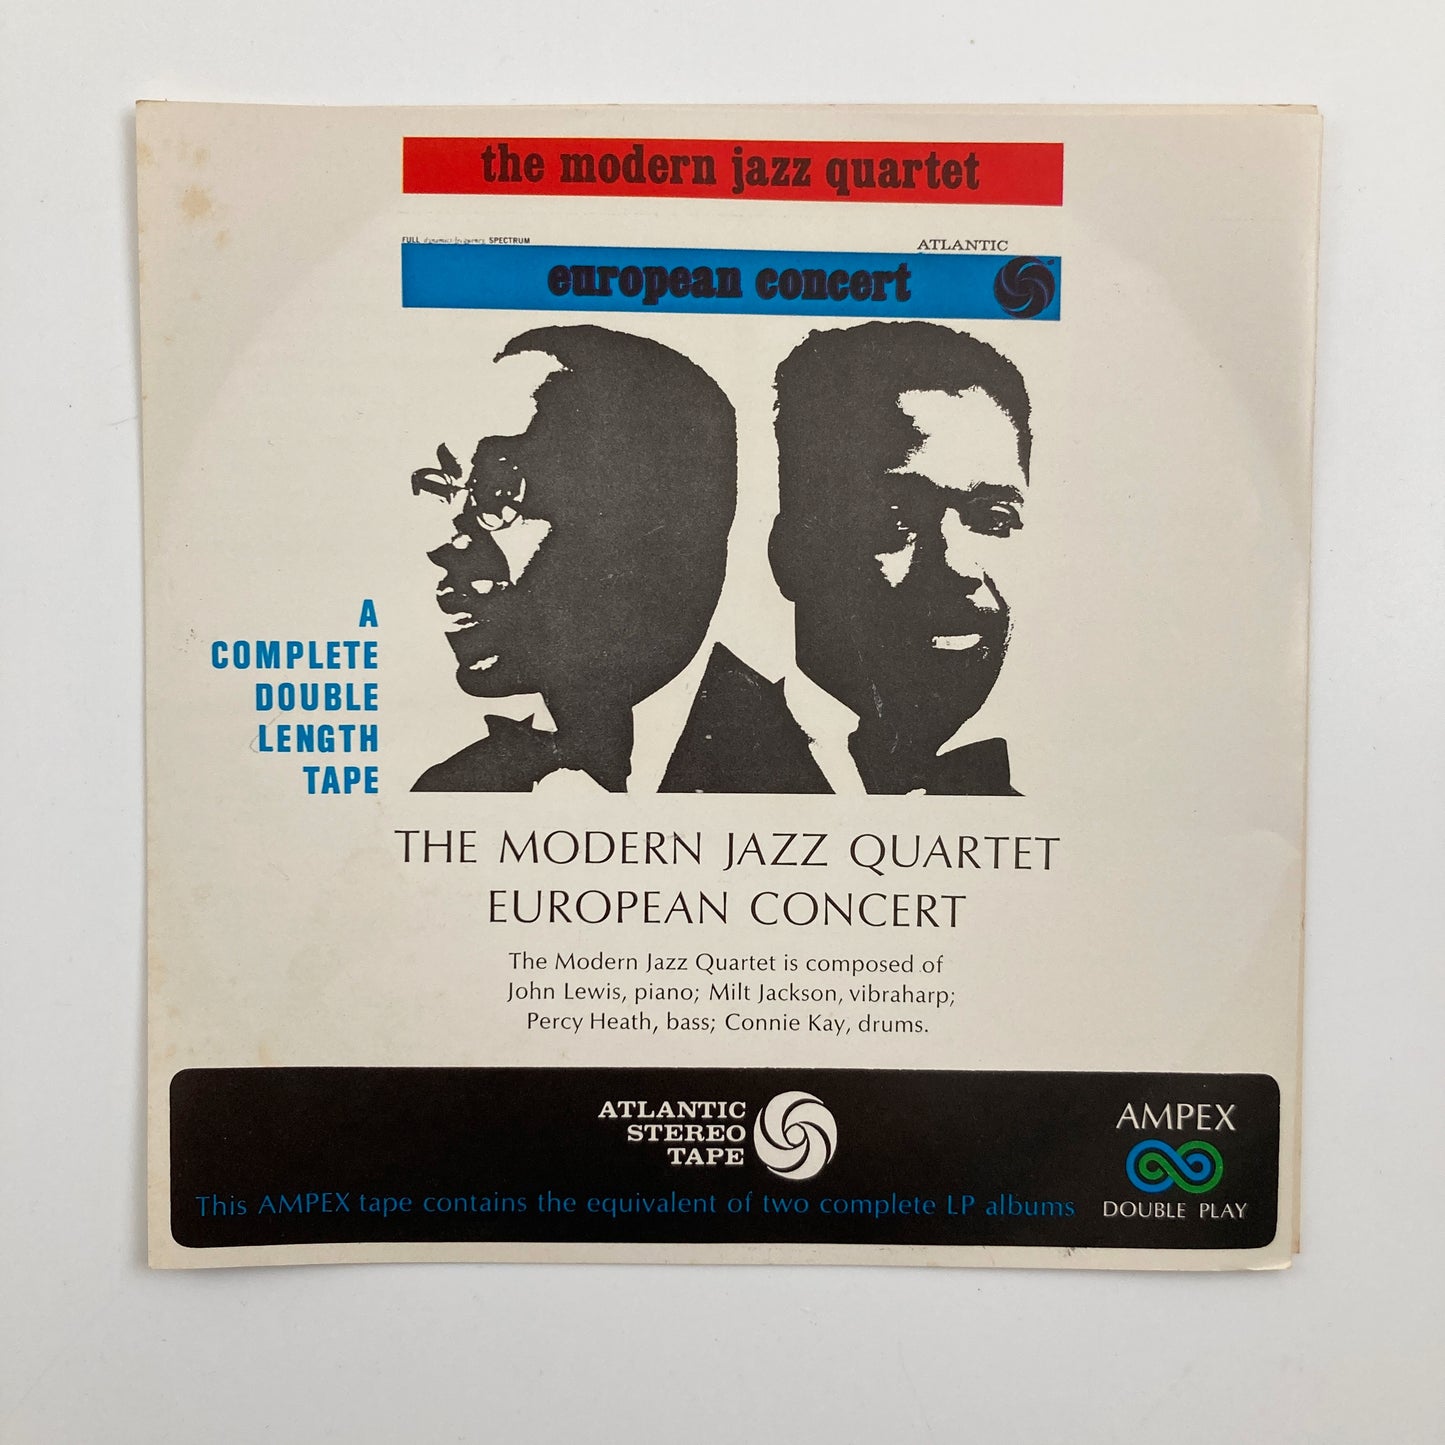 the modern jazz quartet
FULL dynamics-frequency SPECTRUM
ATLANTIC
european concert
A
COMPLETE
DOUBLE
LENGTH
TAPE
THE MODERN JAZZ QUARTET
EUROPEAN CONCERT
The Modern Jazz Quartet is composed of
John Lewis, piano; Milt Jackson, vibraharp;
Percy Heath, bass; Connie Kay, drums.
ATLANTIC
STEREO
TAPE
This AMPEX tape contains the equivalent of two complete LP albums
AMPEX
DOUBLE PLAY